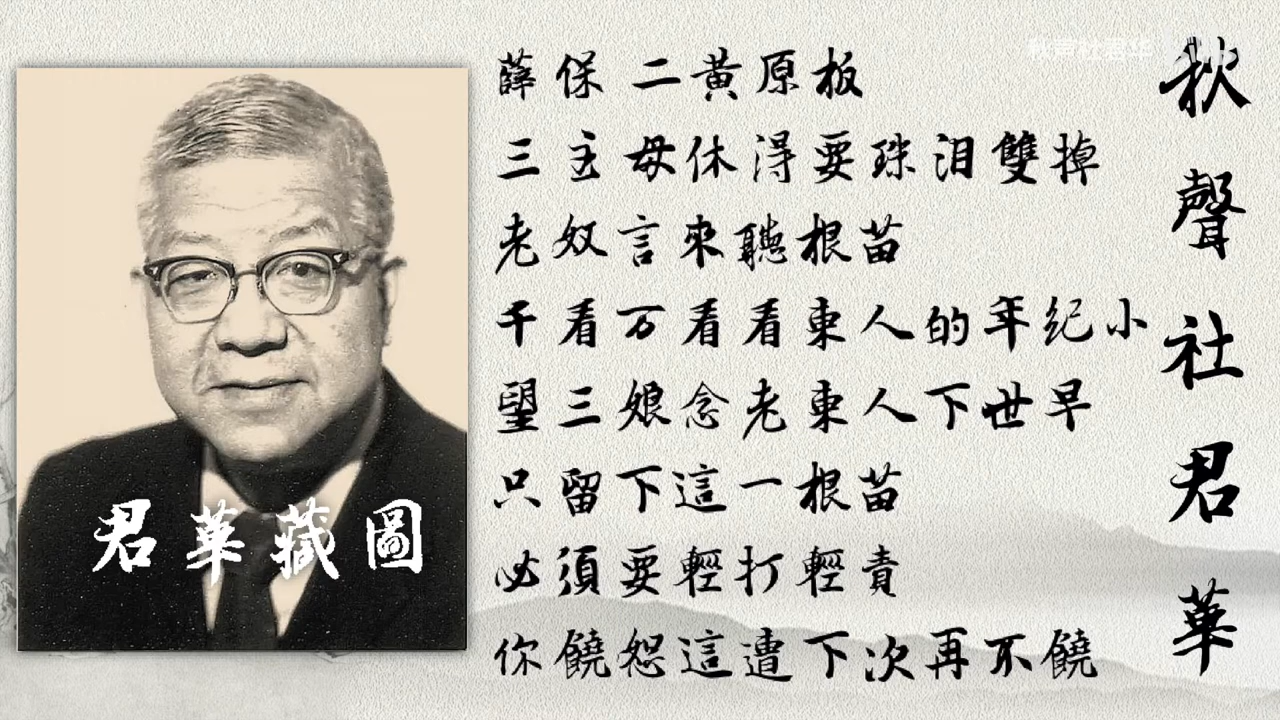 薛保 二黃原板
三主母休得要珠泪雙掉
老奴言來聽根苗
千看万看看東人的年纪小
望三娘念老東人下世早
只留下這一根苗
必須要輕打輕責
你饒恕這遭下次再不饒
秋聲社君華
君華藏圖